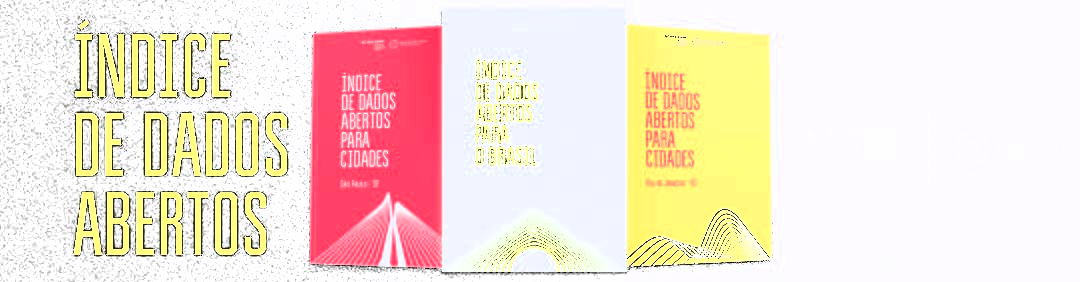 ÍNDICE
DE DADOS
ABERTOS
ÍNDICE
DE DADOS
ABERTOS
PARA
CIDADES
São Paulo
ÍNDICE
DE DADOS
ABERTOS
PARA
O BRASIL
ÍNDICE
DE DADOS
ABERTOS
PARA
CIDADES
Rio de Janeiro